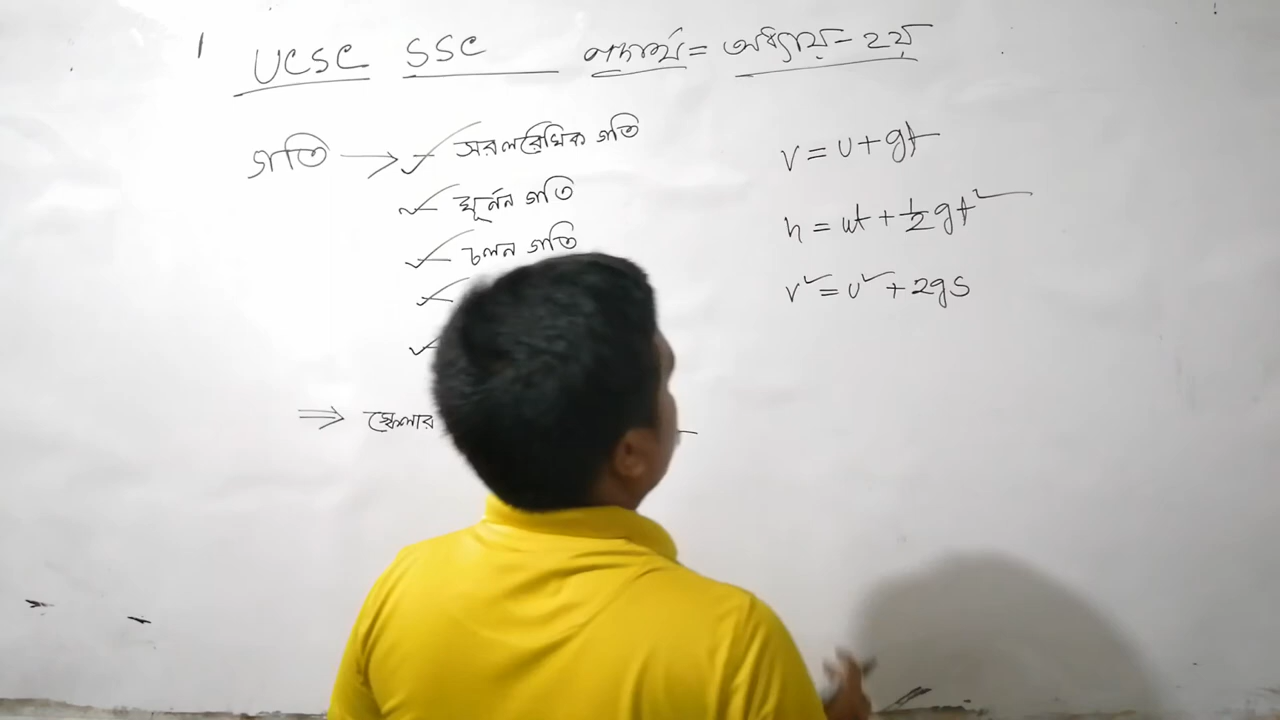 UCSC SSC পদার্থ = অধ্যায় - ২য়
গতি → ✓ সরলরৈখিক গতি
✓ ঘূর্নন গতি
✓ চলন গতি
✓
✓
⇒ স্কেলার
v = u + gt
h = ut + ½ gt²
v² = u² + 2gs